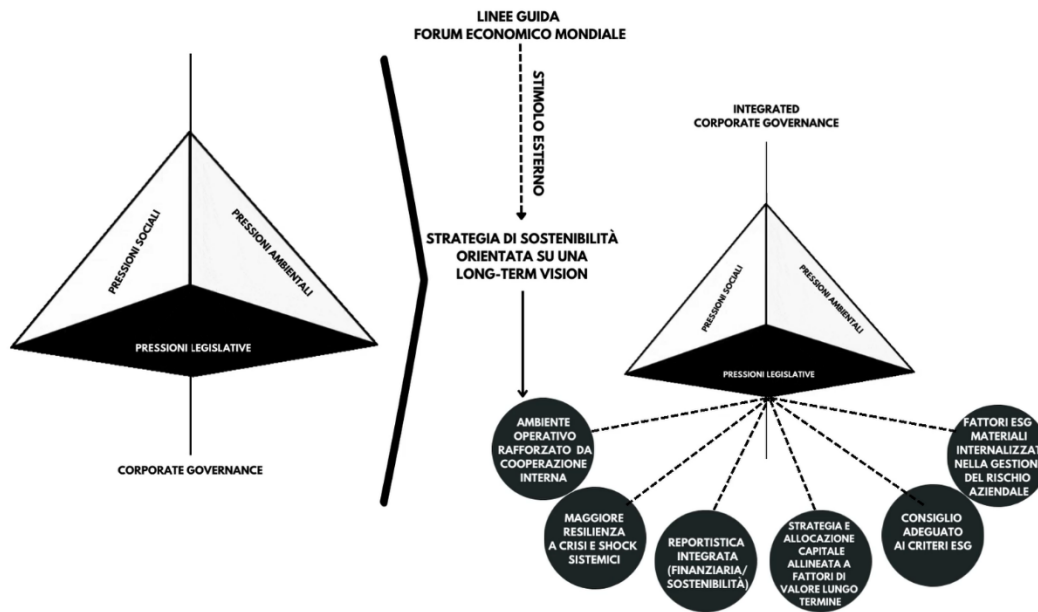 LINEE GUIDA
FORUM ECONOMICO MONDIALE
STIMOLO ESTERNO
STRATEGIA DI SOSTENIBILITÀ
ORIENTATA SU UNA
LONG-TERM VISION
PRESSIONI SOCIALI
PRESSIONI AMBIENTALI
PRESSIONI LEGISLATIVE
CORPORATE GOVERNANCE
INTEGRATED
CORPORATE GOVERNANCE
PRESSIONI SOCIALI
PRESSIONI AMBIENTALI
PRESSIONI LEGISLATIVE
AMBIENTE
OPERATIVO
RAFFORZATO DA
COOPERAZIONE
INTERNA
MAGGIORE
RESILIENZA
A CRISI E SHOCK
SISTEMICI
REPORTISTICA
INTEGRATA
(FINANZIARIA/
SOSTENIBILITÀ)
STRATEGIA E
ALLOCAZIONE
CAPITALE
ALLINEATA A
FATTORI DI
VALORE LUNGO
TERMINE
CONSIGLIO
ADEGUATO
AI CRITERI ESG
FATTORI ESG
MATERIALI
INTERNALIZZAT
NELLA GESTION
DEL RISCHIO
AZIENDALE